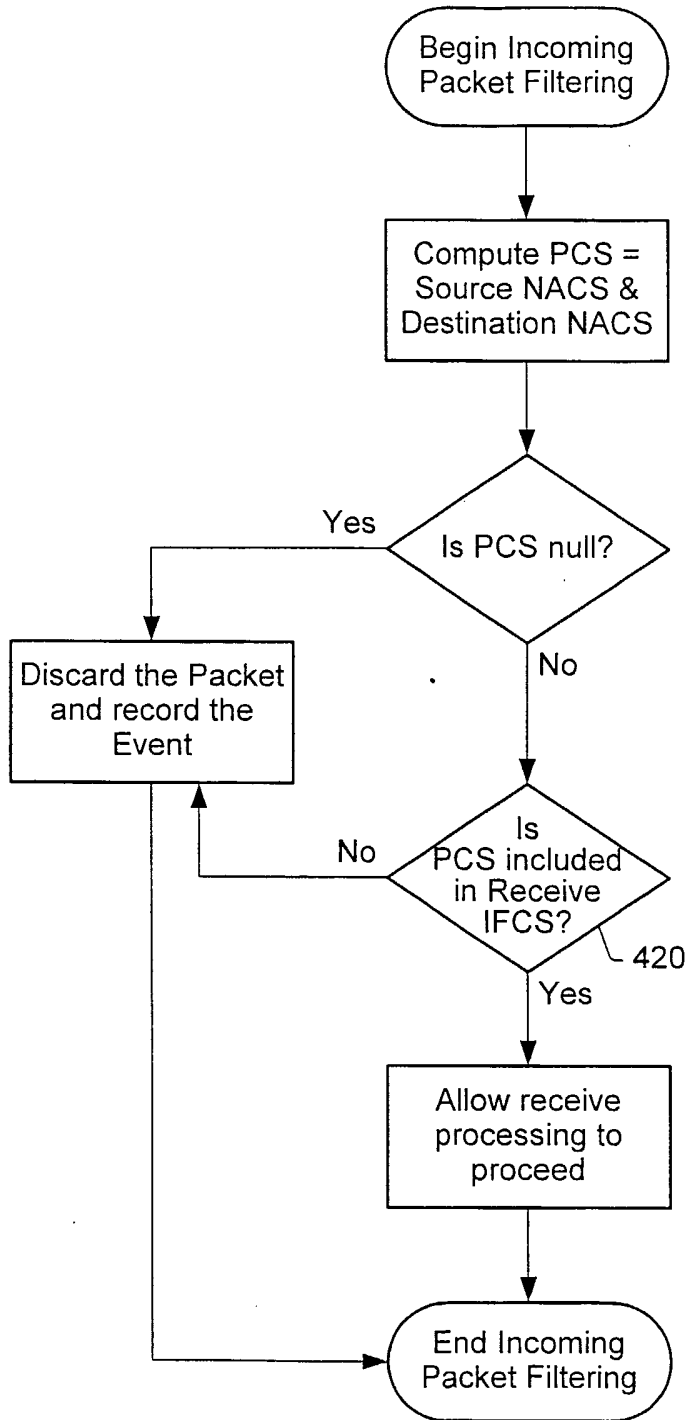 Begin Incoming
Packet Filtering
Compute PCS =
Source NACS &
Destination NACS
Yes
Is PCS null?
No
Discard the Packet
and record the
Event
No
Is
PCS included
in Receive
IFCS?
420
Yes
Allow receive
processing to
proceed
End Incoming
Packet Filtering